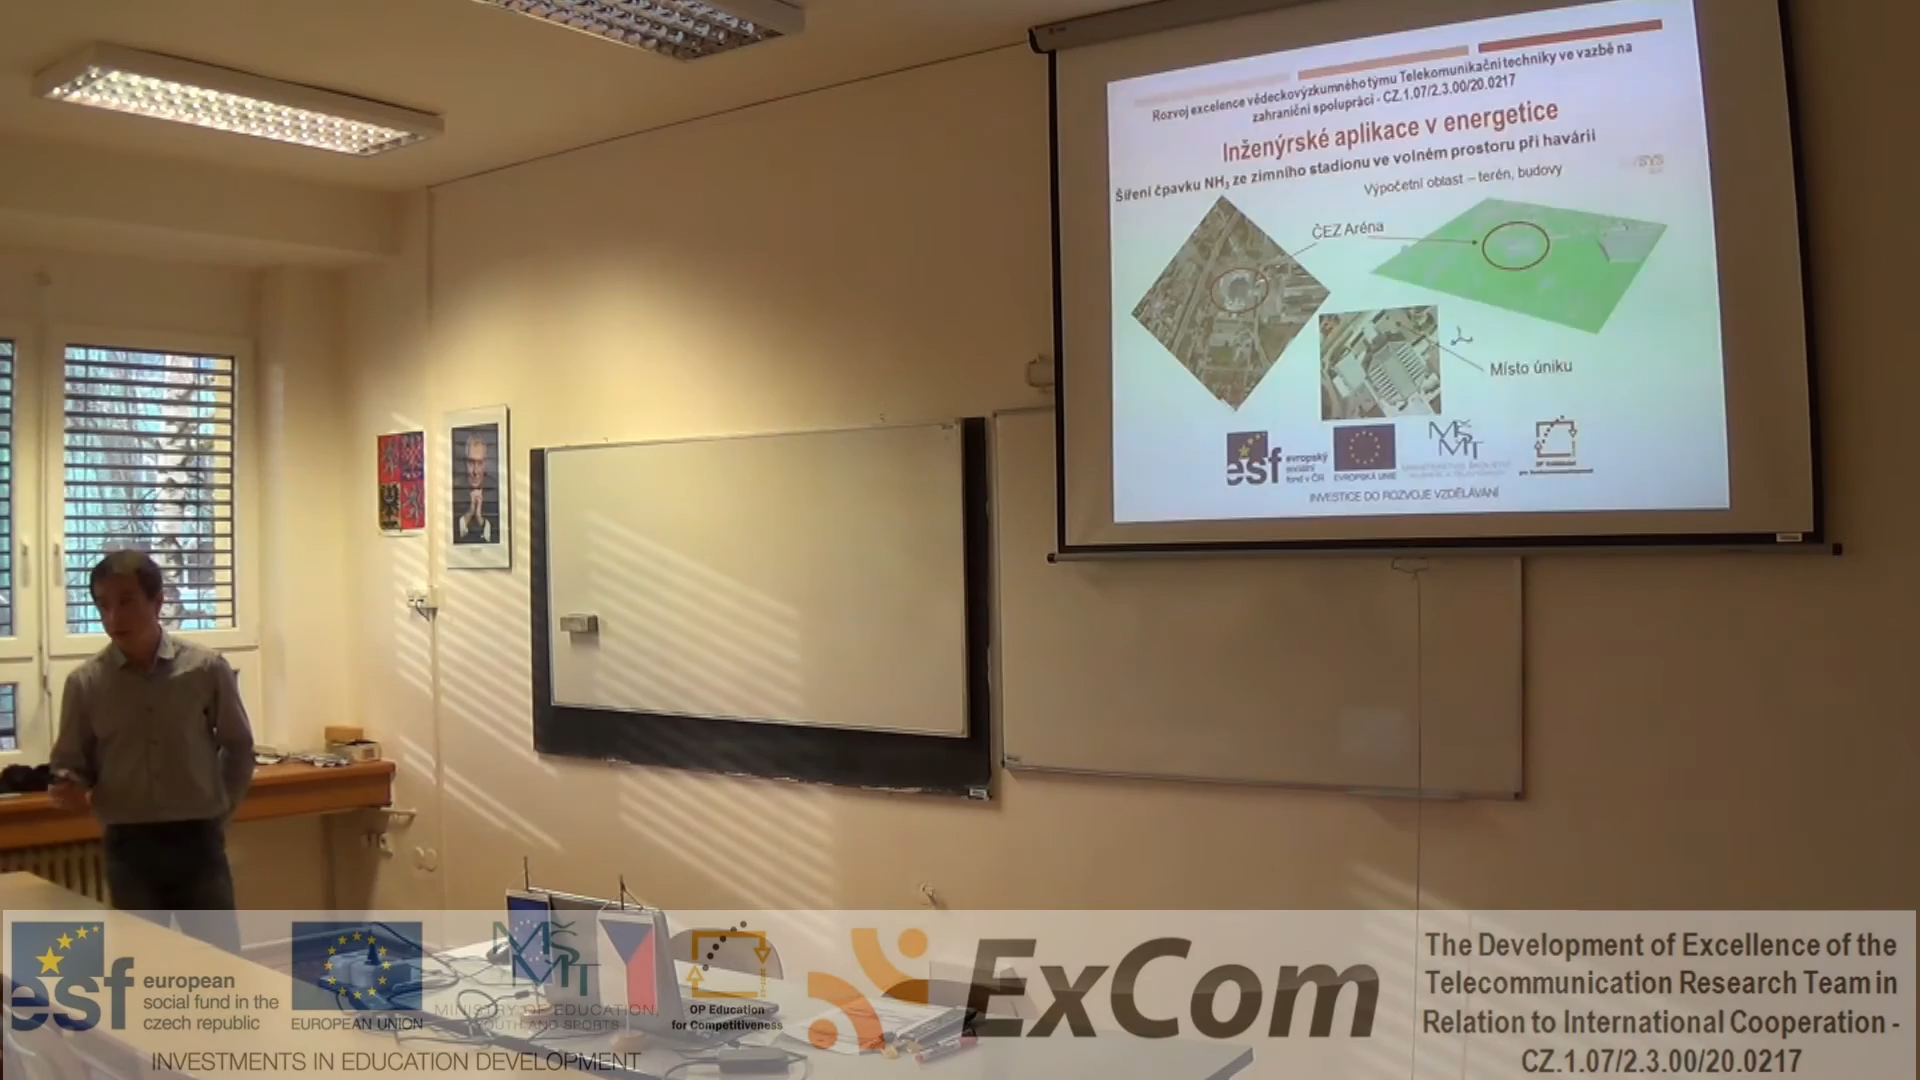 Rozvoj excelence vědeckovýzkumného týmu Telekomunikační techniky ve vazbě na
zahraniční spolupráci - CZ.1.07/2.3.00/20.0217
Inženýrské aplikace v energetice
Šíření čpavku NH3 ze zimního stadionu ve volném prostoru při havárii
SYS
Výpočetní oblast – terén, budovy
ČEZ Aréna
Místo úniku
esf
evropský
sociální
fond v ČR
EVROPSKÁ UNIE
MŠMT
INVESTICE DO ROZVOJE VZDĚLÁVÁNÍ
esf
european
social fund in the
czech republic
EUROPEAN UNION
MŠMT
MINISTRY OF EDUCATION,
YOUTH AND SPORTS
OP Education
for Competitiveness
INVESTMENTS IN EDUCATION DEVELOPMENT
ExCom
The Development of Excellence of the
Telecommunication Research Team in
Relation to International Cooperation -
CZ.1.07/2.3.00/20.0217